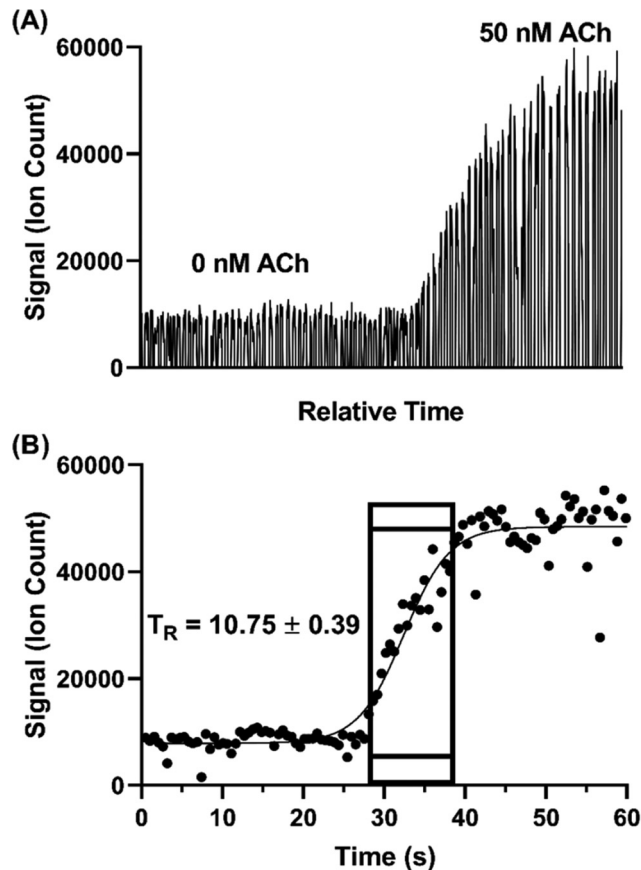 (A)
60000
50 nM ACh
40000
Signal (Ion Count)
0 nM ACh
20000
0
Relative Time
(B)
60000
40000
Signal (Ion Count)
T_R = 10.75 ± 0.39
20000
0
0 10 20 30 40 50 60
Time (s)